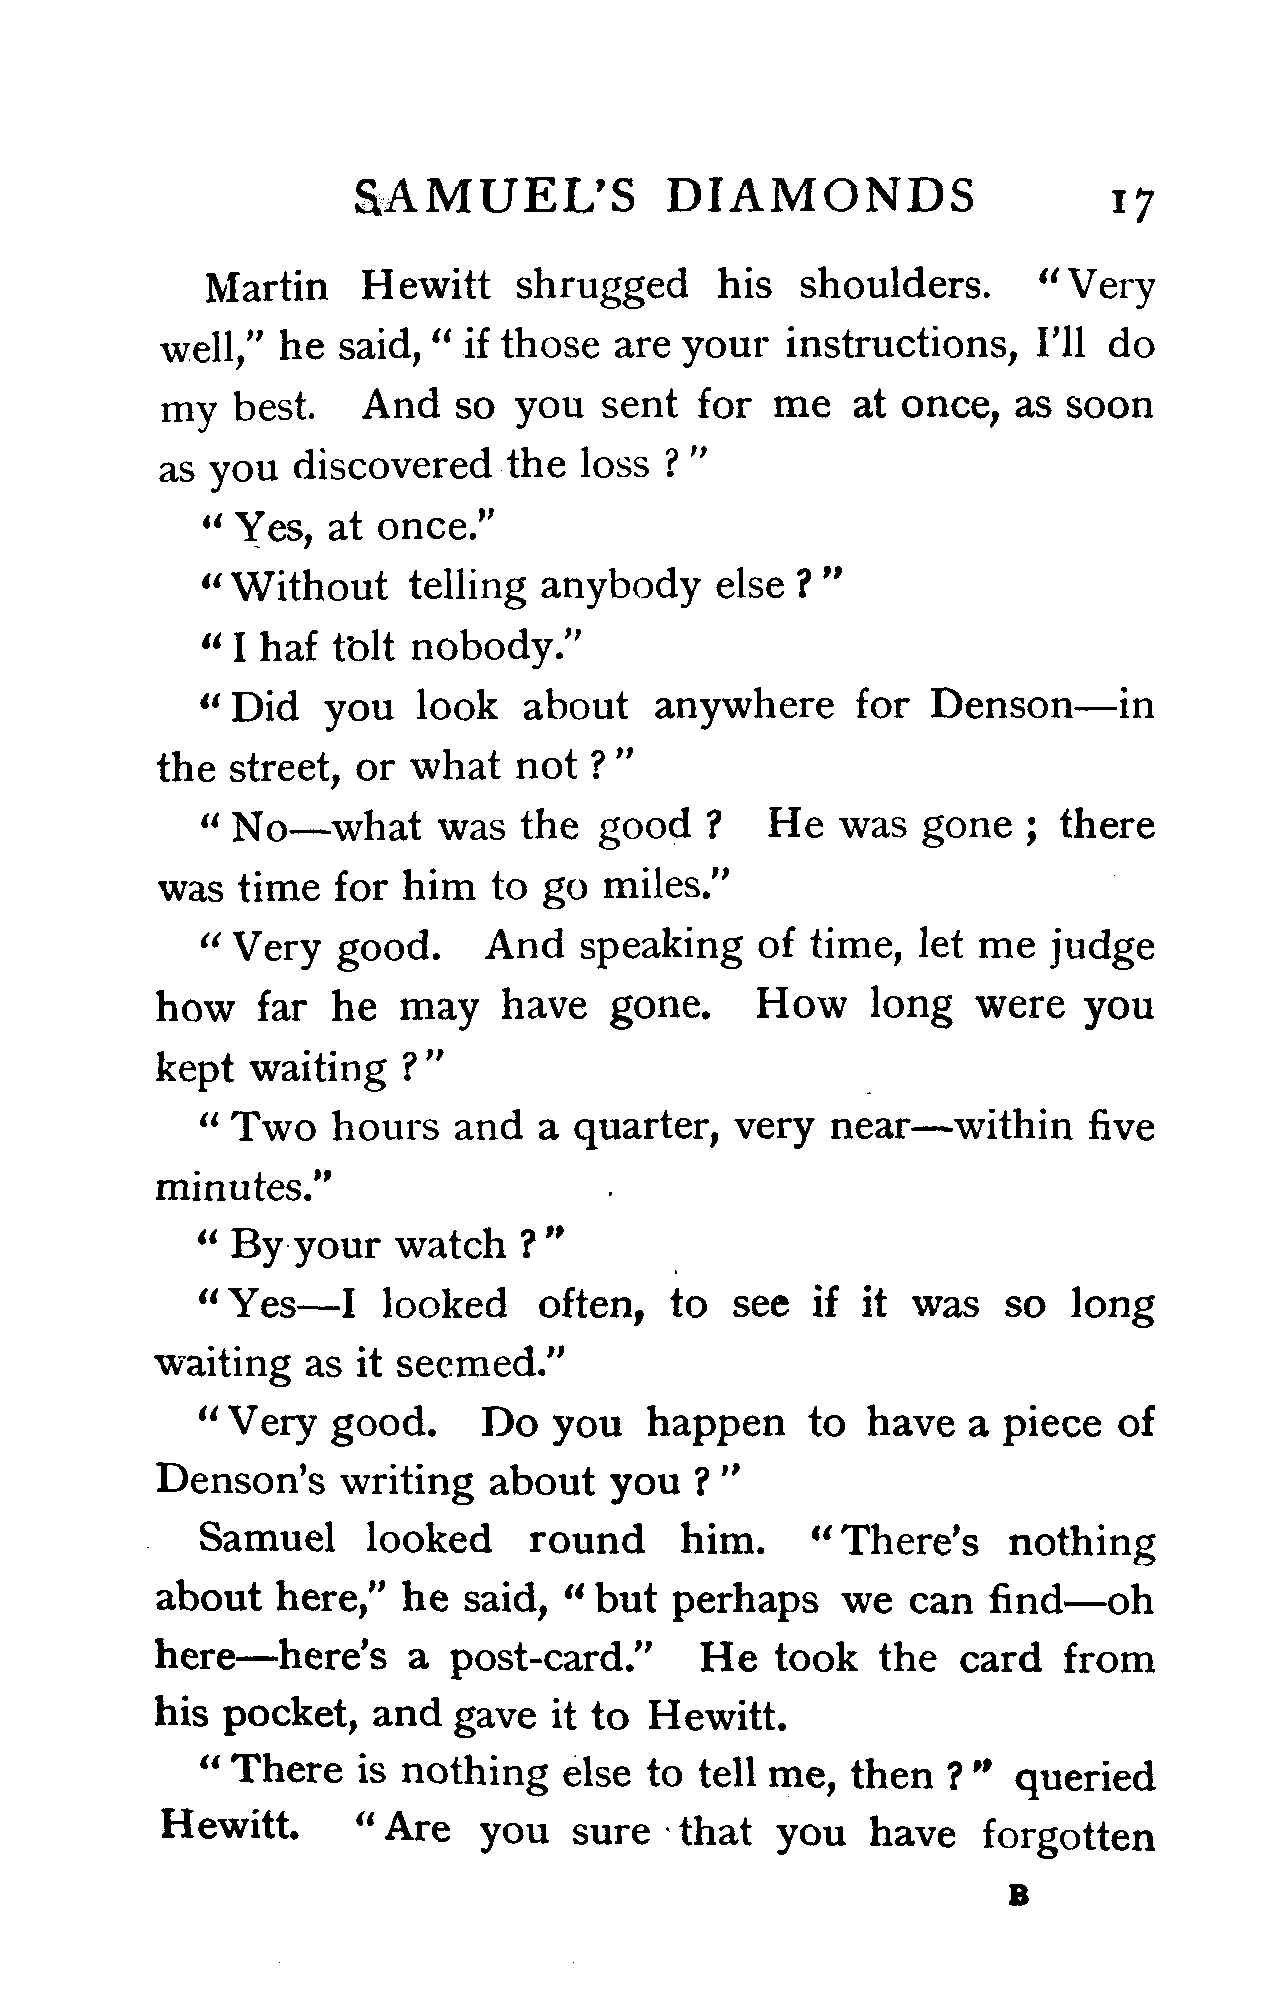 SAMUEL'S DIAMONDS 17
Martin Hewitt shrugged his shoulders. "Very
well," he said, "if those are your instructions, I'll do
my best. And so you sent for me at once, as soon
as you discovered the loss ?"
"Yes, at once."
"Without telling anybody else ?"
"I haf tolt nobody."
"Did you look about anywhere for Denson—in
the street, or what not ?"
"No—what was the good ? He was gone ; there
was time for him to go miles."
"Very good. And speaking of time, let me judge
how far he may have gone. How long were you
kept waiting ?"
"Two hours and a quarter, very near—within five
minutes."
"By your watch ?"
"Yes—I looked often, to see if it was so long
waiting as it seemed."
"Very good. Do you happen to have a piece of
Denson's writing about you ?"
Samuel looked round him. "There's nothing
about here," he said, "but perhaps we can find—oh
here—here's a post-card." He took the card from
his pocket, and gave it to Hewitt.
"There is nothing else to tell me, then ?" queried
Hewitt. "Are you sure that you have forgotten
B